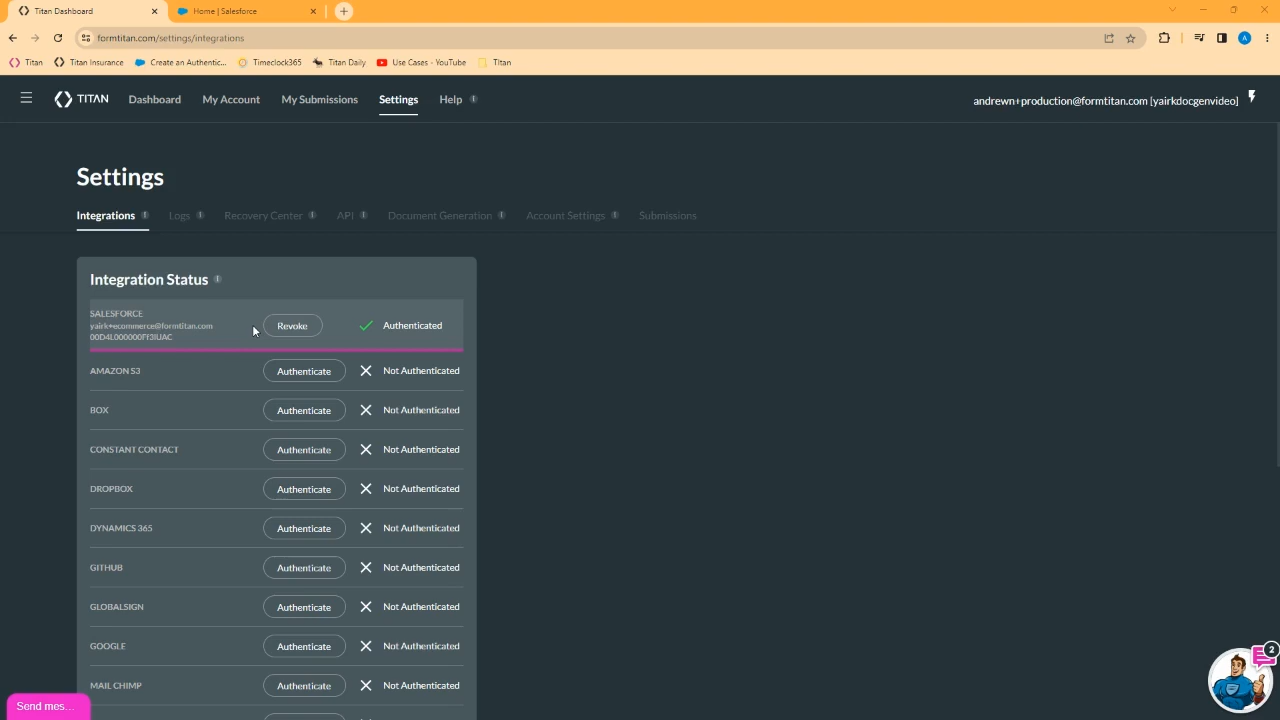 Titan Dashboard
Home | Salesforce
formtitan.com/settings/integrations
Titan
Titan Insurance
Create an Authentic...
Timeclock365
Titan Daily
Use Cases - YouTube
Titan
A
TITAN
Dashboard
My Account
My Submissions
Settings
Help
andrewn+production@formtitan.com [yairkdocgenvideo]
Settings
Integrations
Logs
Recovery Center
API
Document Generation
Account Settings
Submissions
Integration Status
SALESFORCE
yairk+ecommerce@formtitan.com
00D4L000000Ff3IUAC
Revoke
Authenticated
AMAZON S3
Authenticate
Not Authenticated
BOX
Authenticate
Not Authenticated
CONSTANT CONTACT
Authenticate
Not Authenticated
DROPBOX
Authenticate
Not Authenticated
DYNAMICS 365
Authenticate
Not Authenticated
GITHUB
Authenticate
Not Authenticated
GLOBALSIGN
Authenticate
Not Authenticated
GOOGLE
Authenticate
Not Authenticated
MAIL CHIMP
Authenticate
Not Authenticated
2
Send mes...